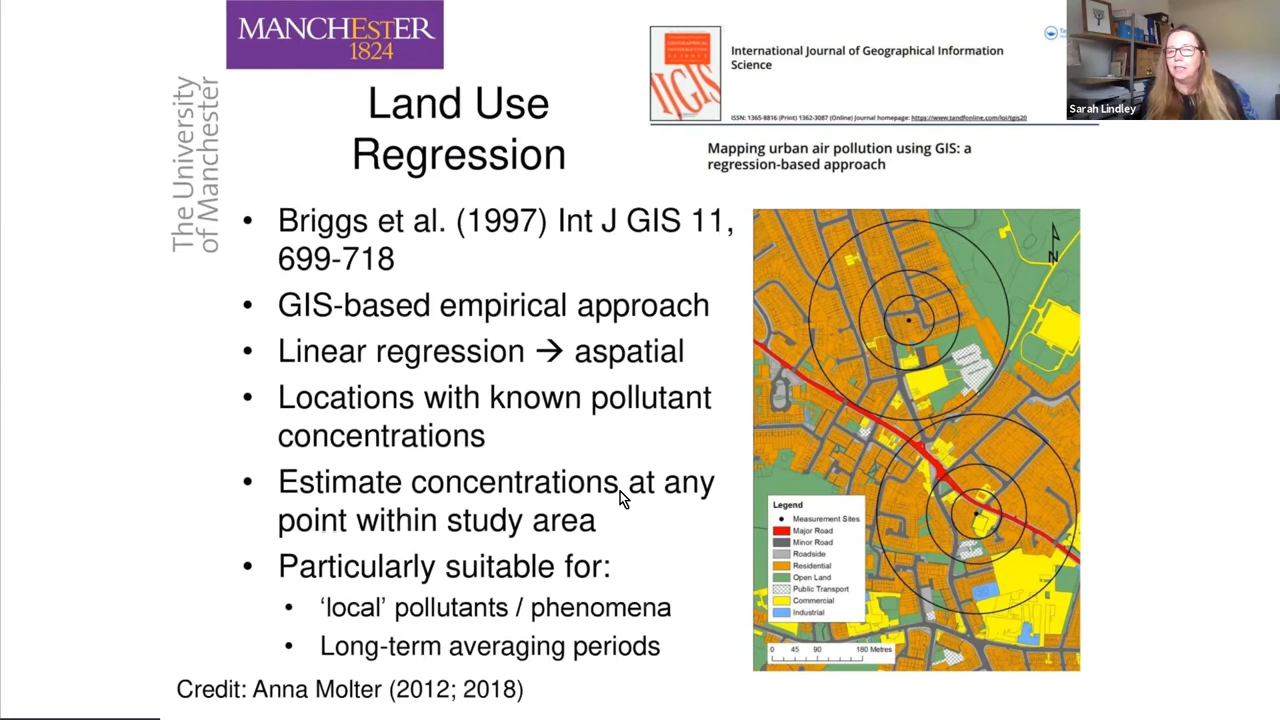 MANCHESTER
1824
The University
of Manchester
Land Use
Regression
International Journal of Geographical Information
Science
ISSN: 1365-8816 (Print) 1362-3087 (Online) Journal homepage: https://www.tandfonline.com/loi/tgis20
Mapping urban air pollution using GIS: a
regression-based approach
Sarah Lindley
• Briggs et al. (1997) Int J GIS 11,
699-718
• GIS-based empirical approach
• Linear regression → aspatial
• Locations with known pollutant
concentrations
• Estimate concentrations at any
point within study area
• Particularly suitable for:
• ‘local’ pollutants / phenomena
• Long-term averaging periods
Credit: Anna Molter (2012; 2018)
N
Legend
Measurement Sites
Major Road
Minor Road
Roadside
Residential
Open Land
Public Transport
Commercial
Industrial
0 45 90 180 Metres